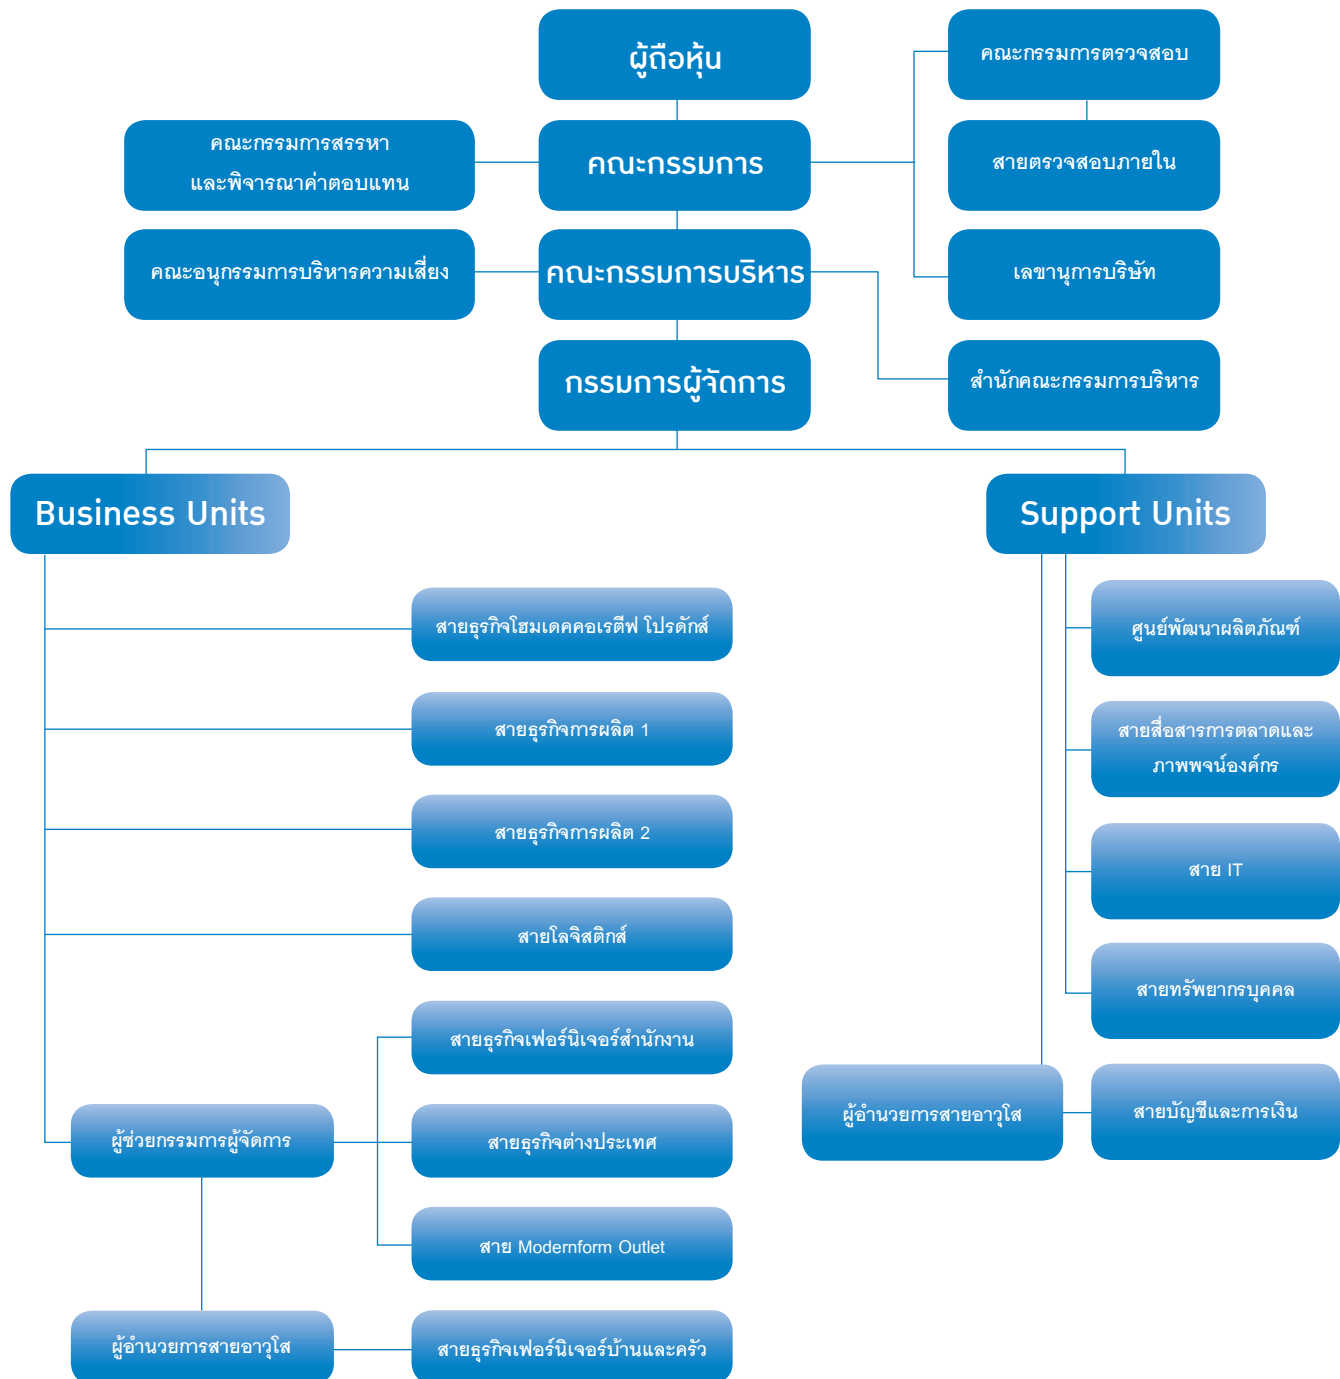 ผู้ถือหุ้น
คณะกรรมการตรวจสอบ
คณะกรรมการสรรหา
และพิจารณาค่าตอบแทน
คณะกรรมการ
สายตรวจสอบภายใน
คณะอนุกรรมการบริหารความเสี่ยง
คณะกรรมการบริหาร
เลขานุการบริษัท
กรรมการผู้จัดการ
สำนักคณะกรรมการบริหาร
Business Units
Support Units
สายธุรกิจโฮมเดคคอเรตีฟ โปรดักส์
ศูนย์พัฒนาผลิตภัณฑ์
สายธุรกิจการผลิต 1
สายสื่อสารการตลาดและ
ภาพพจน์องค์กร
สายธุรกิจการผลิต 2
สาย IT
สายโลจิสติกส์
สายทรัพยากรบุคคล
สายธุรกิจเฟอร์นิเจอร์สำนักงาน
ผู้อำนวยการสายอาวุโส
สายบัญชีและการเงิน
ผู้ช่วยกรรมการผู้จัดการ
สายธุรกิจต่างประเทศ
สาย Modernform Outlet
ผู้อำนวยการสายอาวุโส
สายธุรกิจเฟอร์นิเจอร์บ้านและครัว